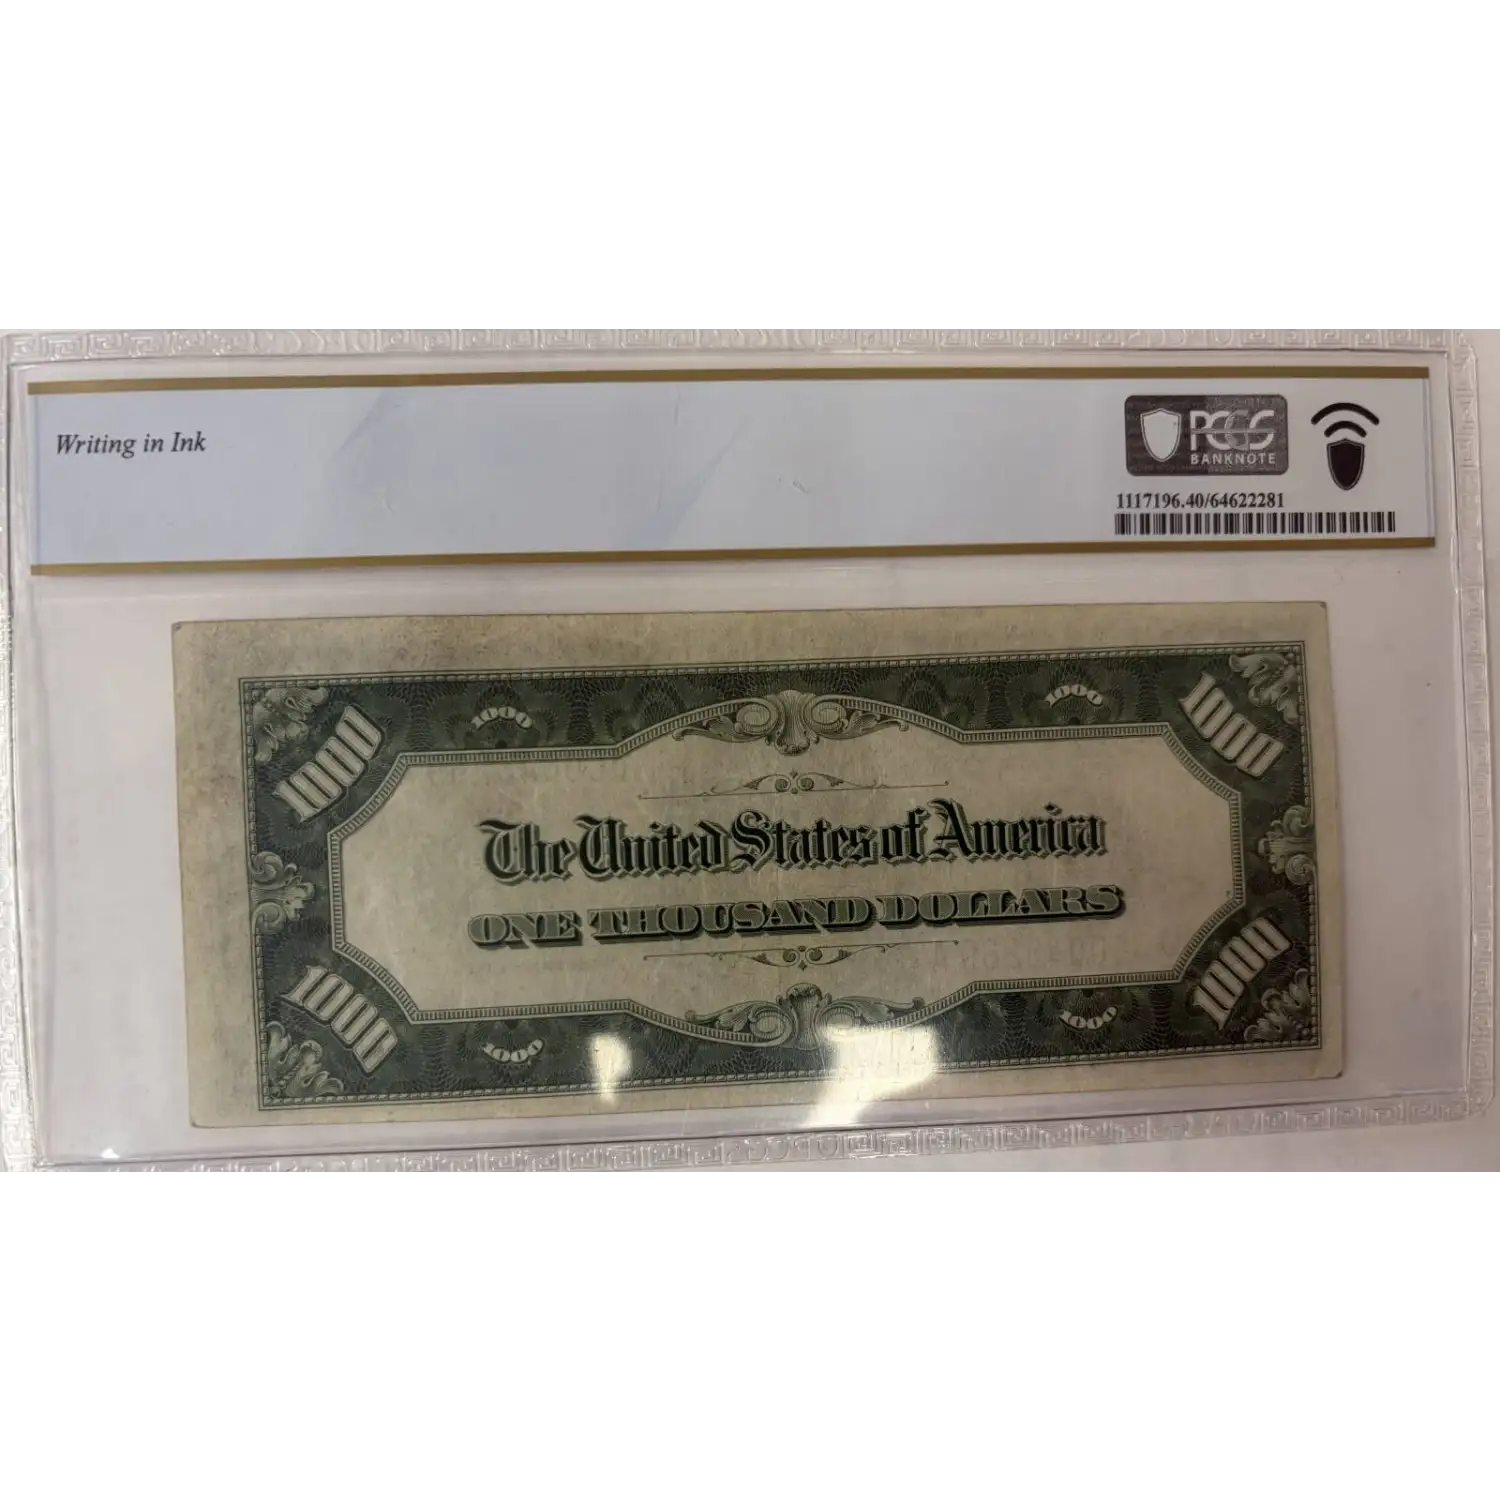 Writing in Ink
PCGS
BANKNOTE
1117196.40/64622281
1000 1000 1000 1000
The United States of America
ONE THOUSAND DOLLARS
1000 1000 1000 1000